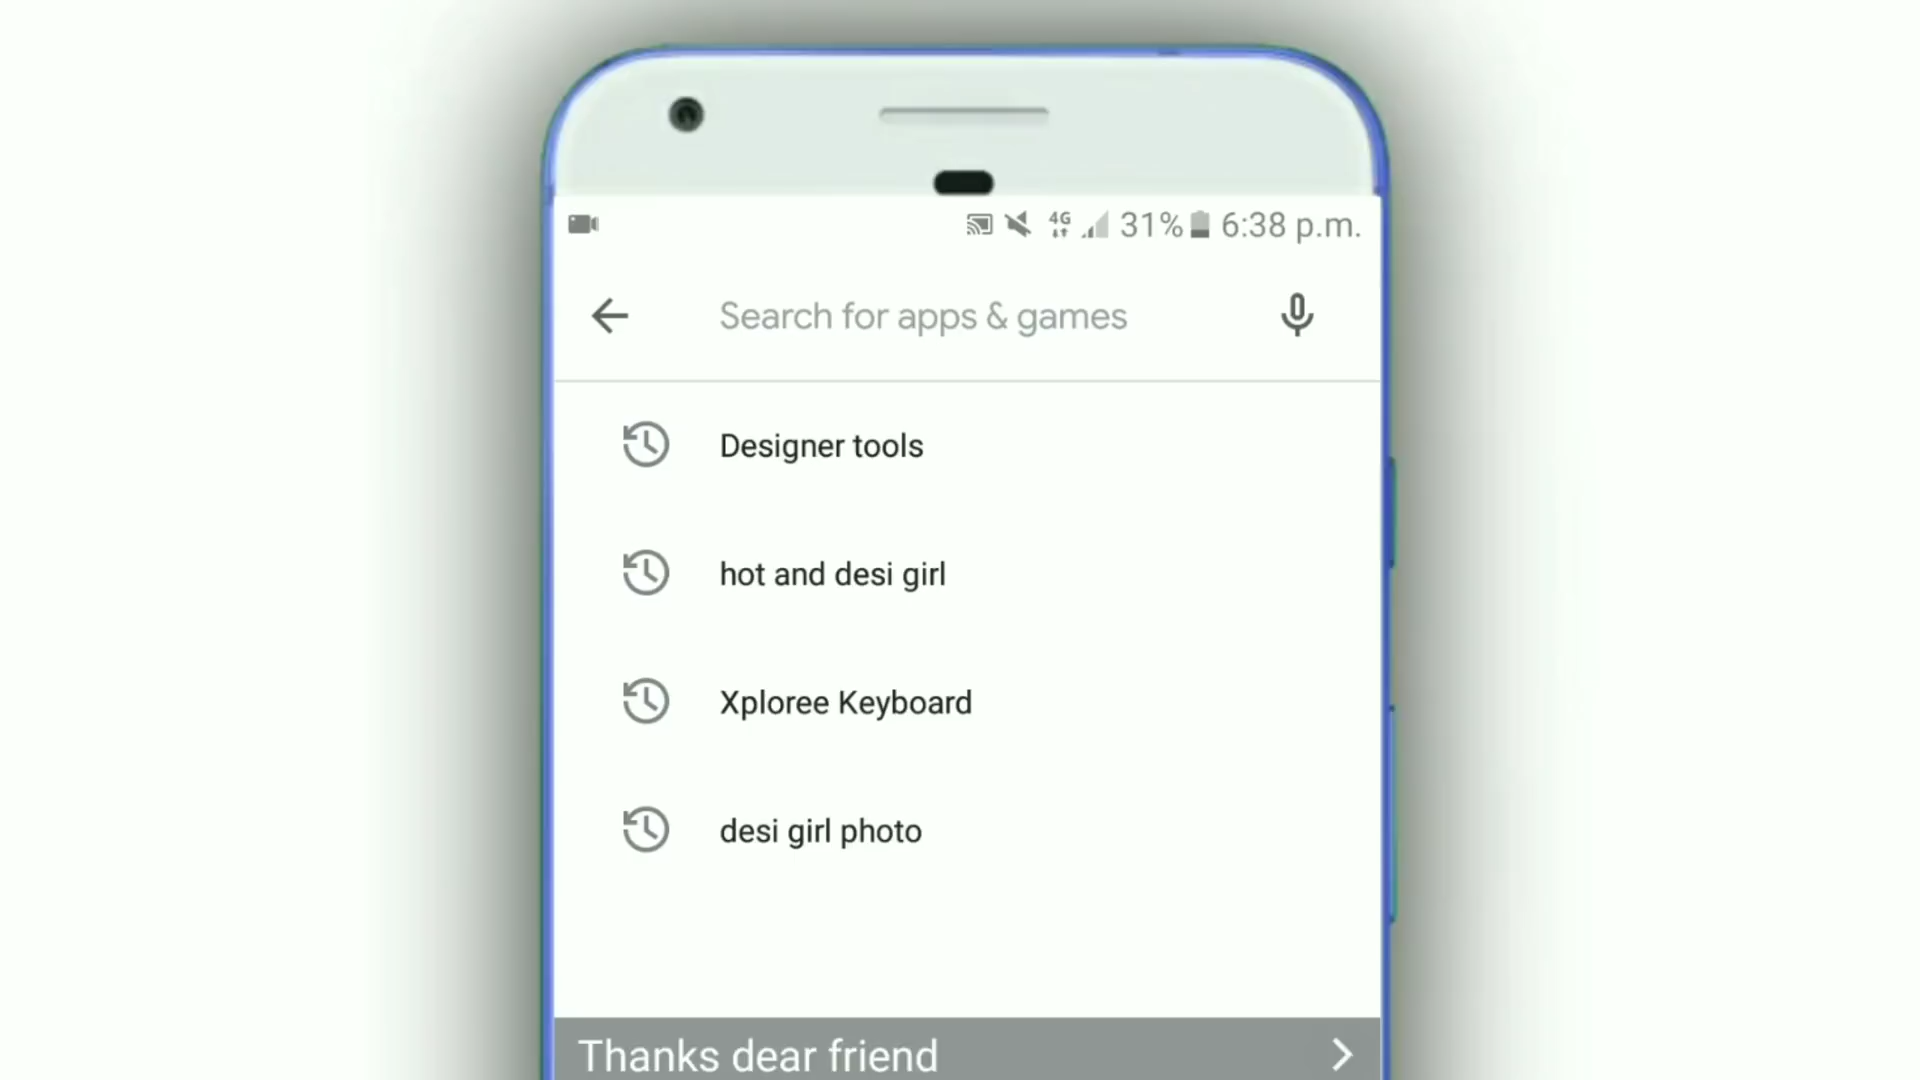 4G 31% 6:38 p.m.
Search for apps & games
Designer tools
hot and desi girl
Xploree Keyboard
desi girl photo
Thanks dear friend